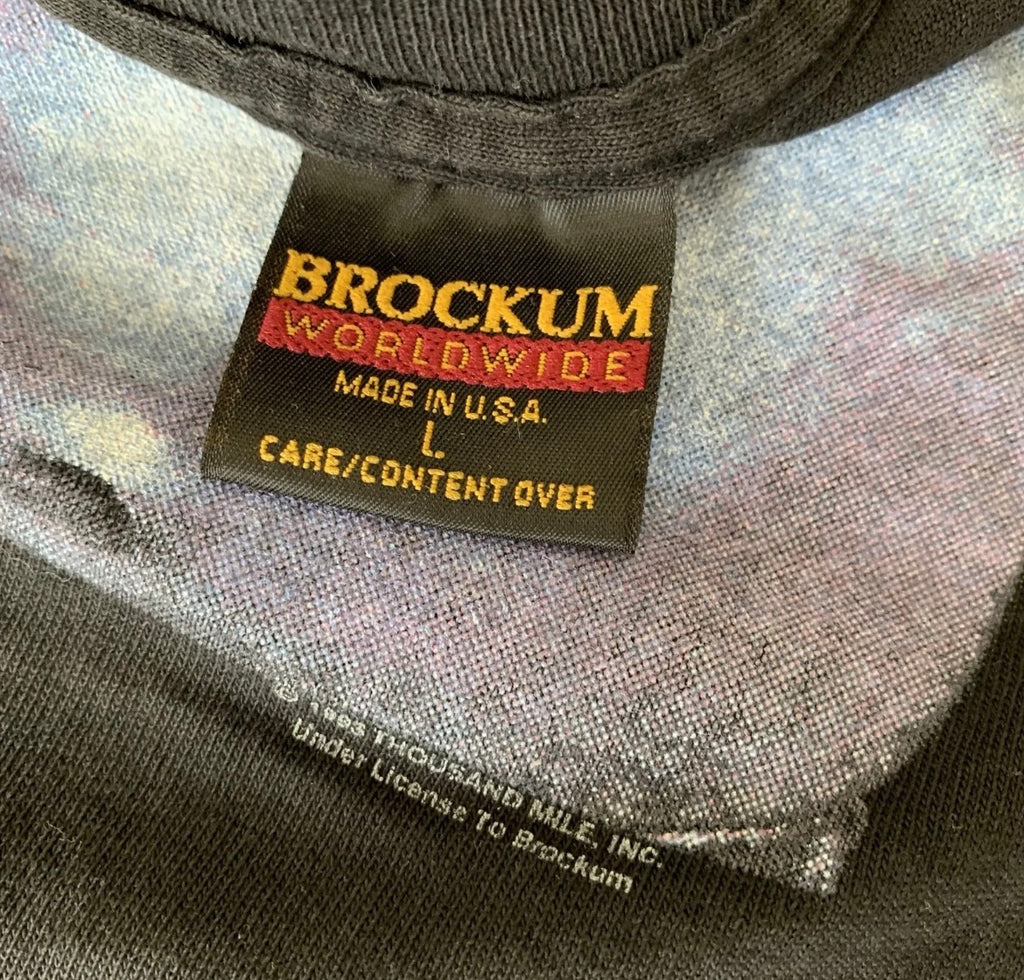 BROCKUM
WORLDWIDE
MADE IN U.S.A.
L.
CARE/CONTENT OVER
© THOUSAND MILE, INC.
Under License To Brockum